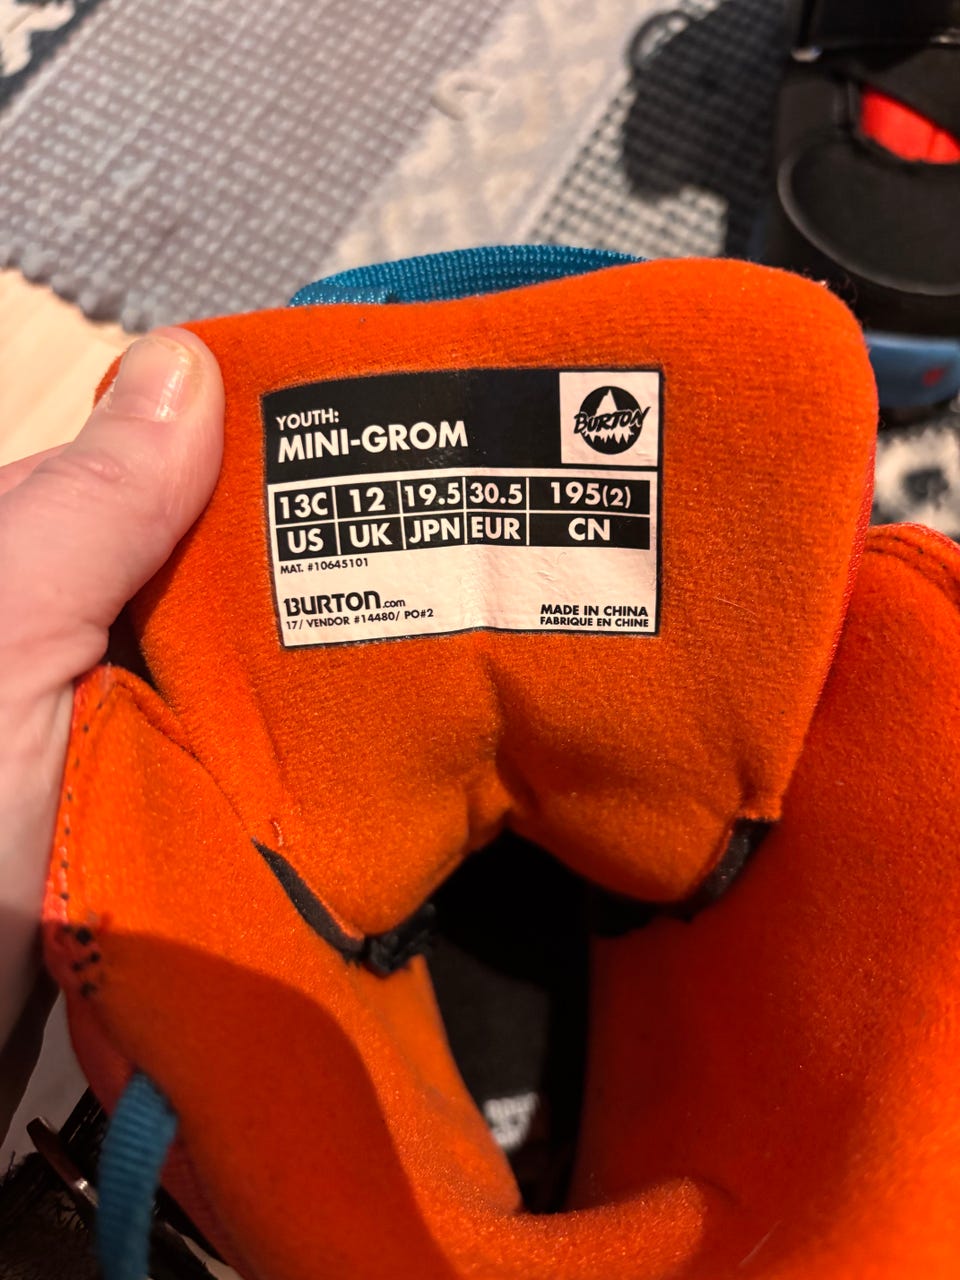 YOUTH:
MINI-GROM
BURTON
13C 12 19.5 30.5 195(2)
US UK JPN EUR CN
MAT. #10645101
BURTON.com
17/ VENDOR #14480/ PO#2
MADE IN CHINA
FABRIQUE EN CHINE